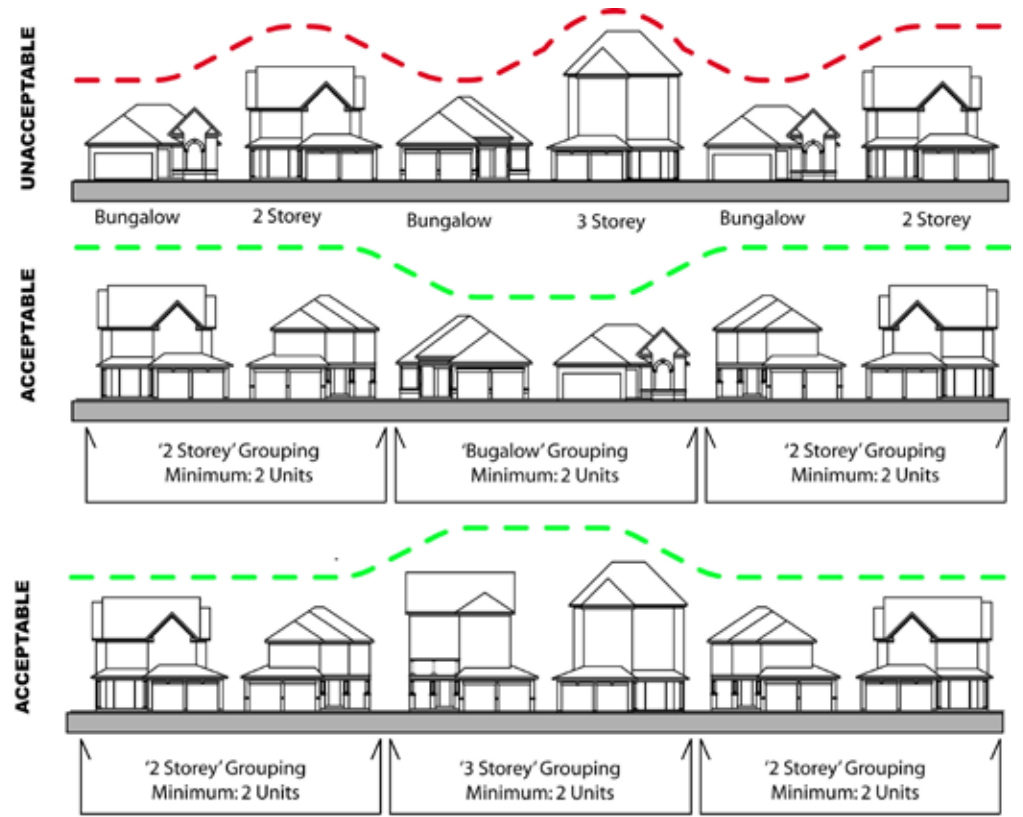 UNACCEPTABLE
Bungalow 2 Storey Bungalow 3 Storey Bungalow 2 Storey
ACCEPTABLE
'2 Storey' Grouping
Minimum: 2 Units
'Bugalow' Grouping
Minimum: 2 Units
'2 Storey' Grouping
Minimum: 2 Units
ACCEPTABLE
'2 Storey' Grouping
Minimum: 2 Units
'3 Storey' Grouping
Minimum: 2 Units
'2 Storey' Grouping
Minimum: 2 Units